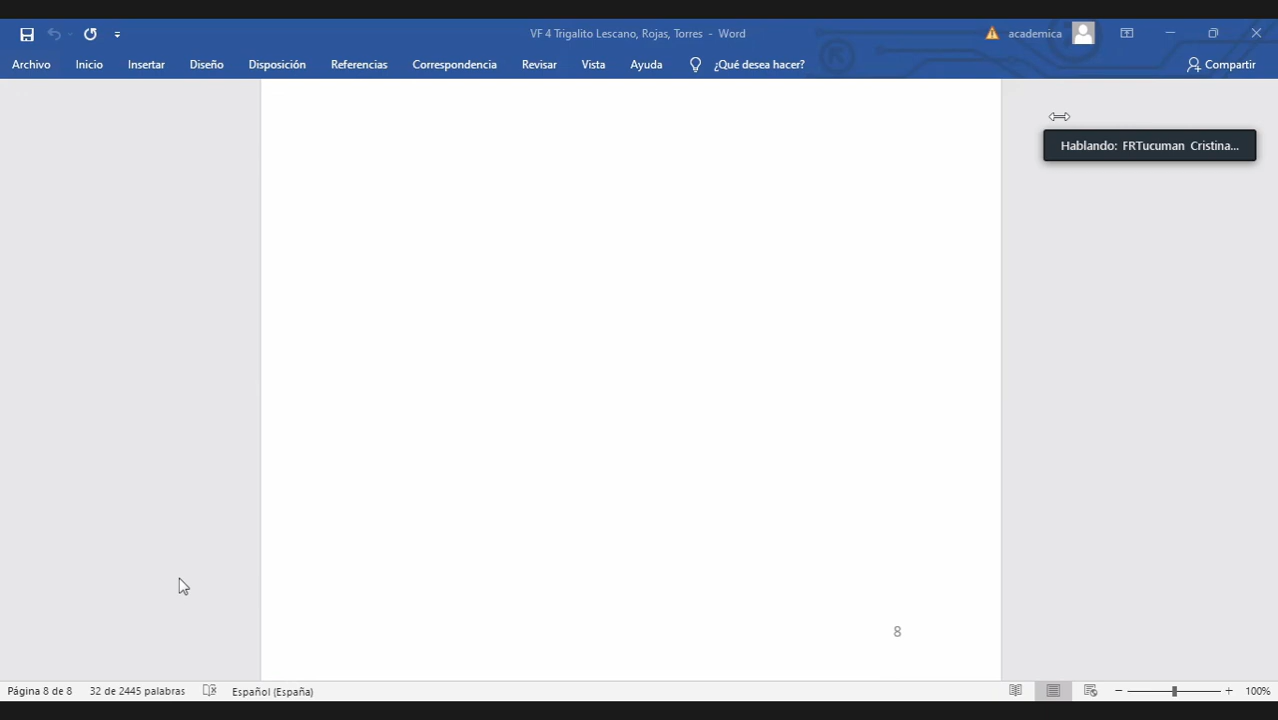 VF 4 Trigalito Lescano, Rojas, Torres - Word
academica
Archivo Inicio Insertar Diseño Disposición Referencias Correspondencia Revisar Vista Ayuda ¿Qué desea hacer? Compartir
Hablando: FRTucuman Cristina...
8
Página 8 de 8 32 de 2445 palabras Español (España) 100%